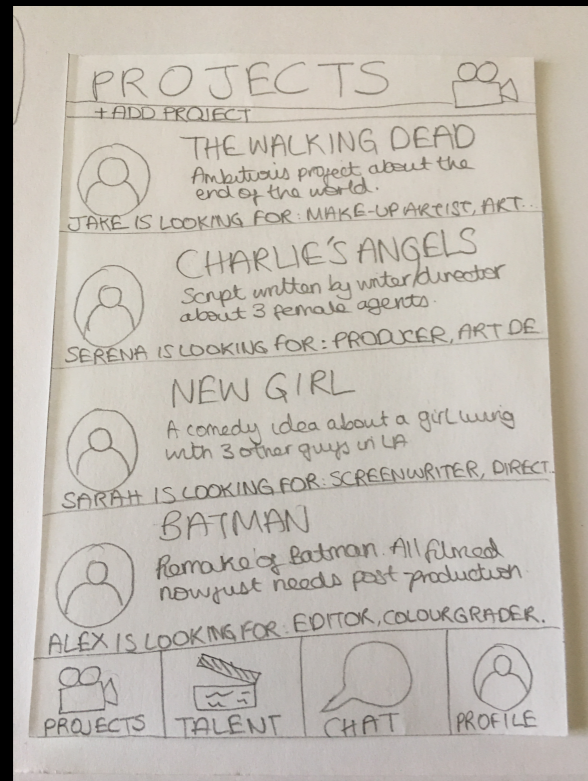 PROJECTS
+ADD PROJECT
THE WALKING DEAD
Ambitious project about the
end of the world.
JAKE IS LOOKING FOR: MAKE-UP ARTIST, ART...
CHARLIE'S ANGELS
Script written by writer/director
about 3 female agents.
SERENA IS LOOKING FOR: PRODUCER, ART DE
NEW GIRL
A comedy idea about a girl living
with 3 other guys in LA
SARAH IS LOOKING FOR: SCREENWRITER, DIRECT...
BATMAN
Remake of Batman. All filmed
now just needs post-production.
ALEX IS LOOKING FOR: EDITOR, COLOURGRADER.
PROJECTS TALENT CHAT PROFILE